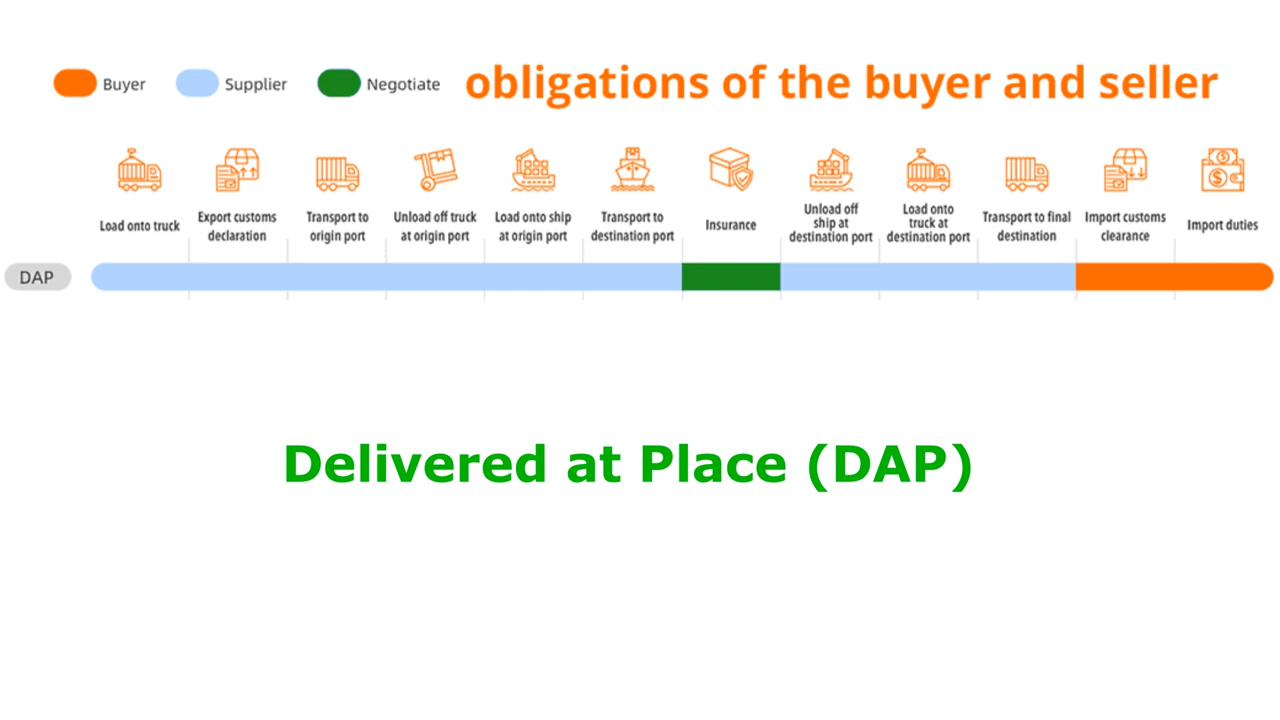 Buyer Supplier Negotiate obligations of the buyer and seller
Load onto truck
Export customs
declaration
Transport to
origin port
Unload off truck
at origin port
Load onto ship
at origin port
Transport to
destination port
Insurance
Unload off
ship at
destination port
Load onto
truck at
destination port
Transport to final
destination
Import customs
clearance
Import duties
DAP
Delivered at Place (DAP)